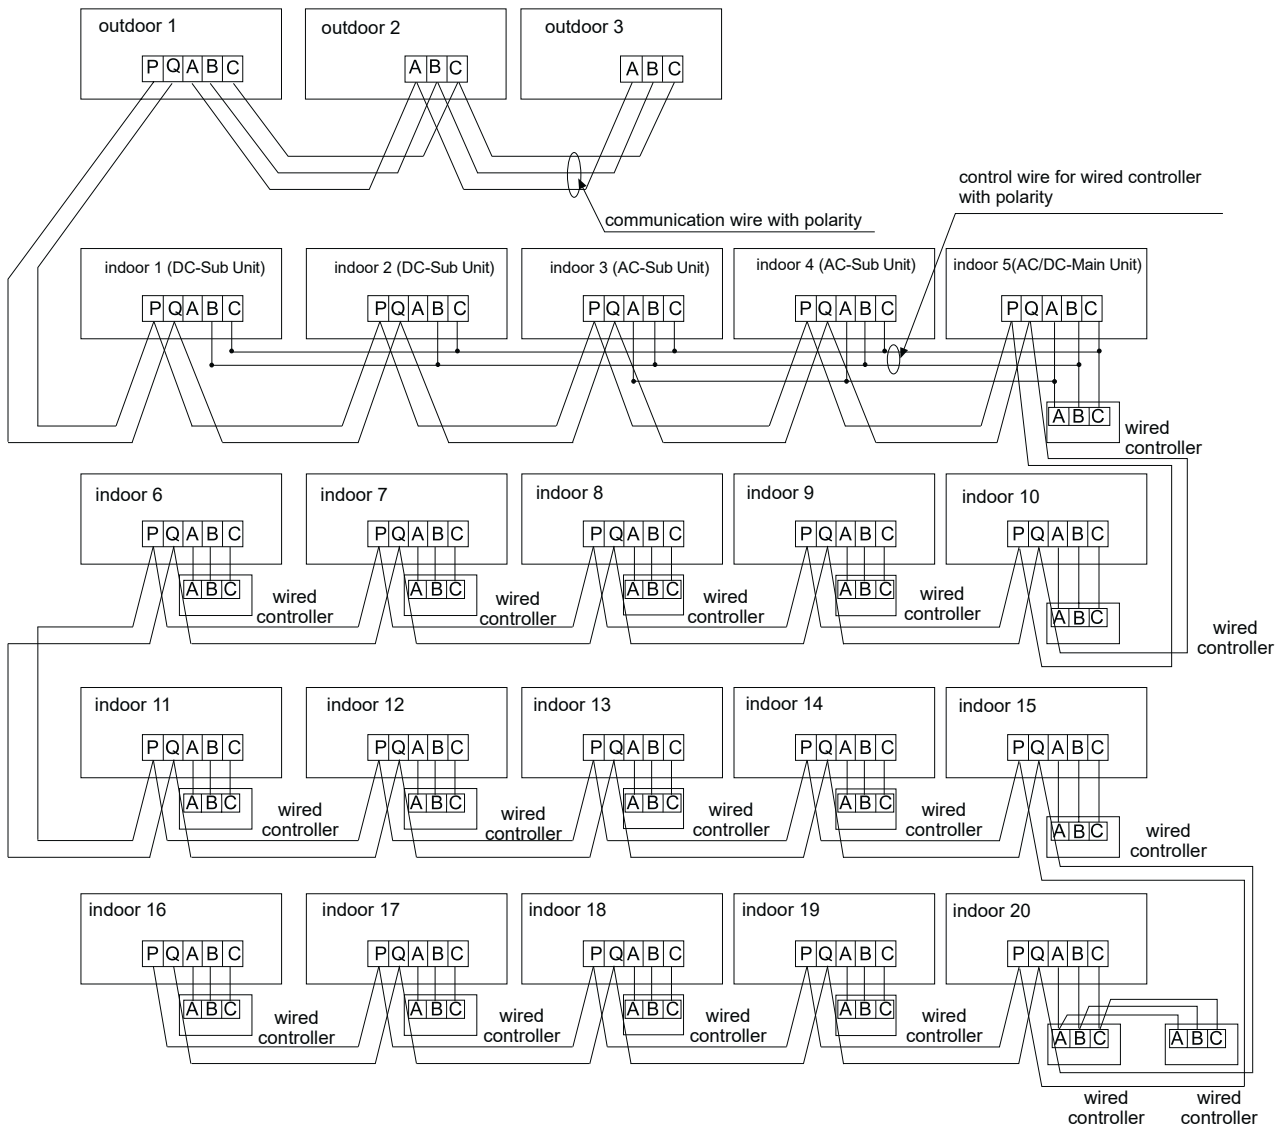 outdoor 1
outdoor 2
outdoor 3
P Q A B C
A B C
A B C
control wire for wired controller
with polarity
communication wire with polarity
indoor 1 (DC-Sub Unit)
indoor 2 (DC-Sub Unit)
indoor 3 (AC-Sub Unit)
indoor 4 (AC-Sub Unit)
indoor 5(AC/DC-Main Unit)
P Q A B C
P Q A B C
P Q A B C
P Q A B C
P Q A B C
A B C
wired
controller
indoor 6
indoor 7
indoor 8
indoor 9
indoor 10
P Q A B C
P Q A B C
P Q A B C
P Q A B C
P Q A B C
A B C
wired
controller
A B C
wired
controller
A B C
wired
controller
A B C
wired
controller
A B C
wired
controller
indoor 11
indoor 12
indoor 13
indoor 14
indoor 15
P Q A B C
P Q A B C
P Q A B C
P Q A B C
P Q A B C
A B C
wired
controller
A B C
wired
controller
A B C
wired
controller
A B C
wired
controller
A B C
wired
controller
indoor 16
indoor 17
indoor 18
indoor 19
indoor 20
P Q A B C
P Q A B C
P Q A B C
P Q A B C
P Q A B C
A B C
wired
controller
A B C
wired
controller
A B C
wired
controller
A B C
wired
controller
A B C
A B C
wired
controller
wired
controller